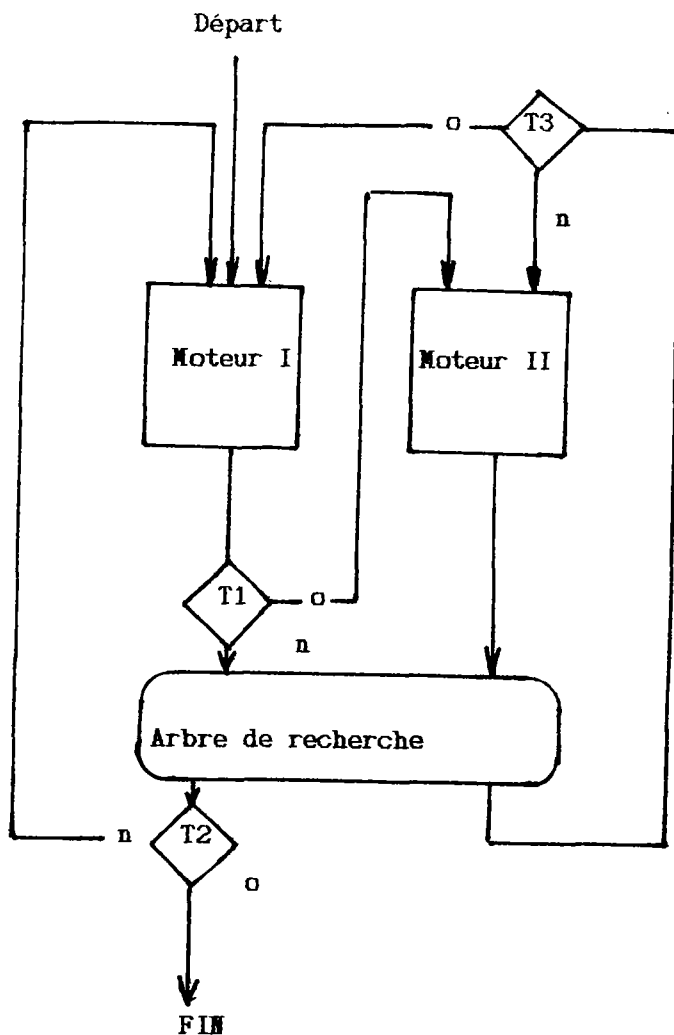 Départ
o
T3
n
Moteur I
Moteur II
T1
o
n
Arbre de recherche
n
T2
o
FIN